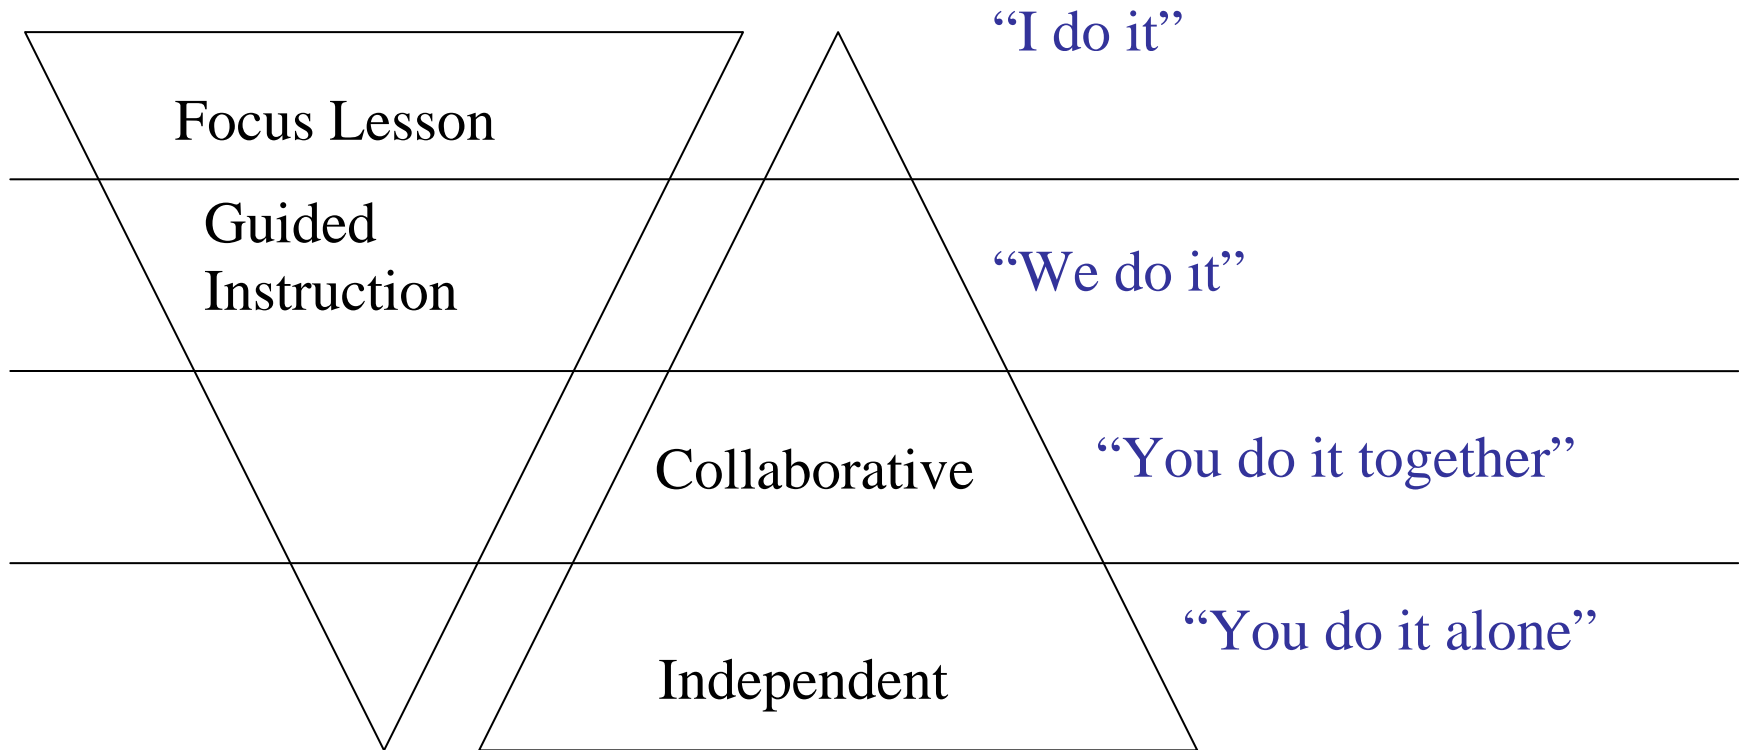 “I do it”
Focus Lesson
Guided
Instruction
“We do it”
Collaborative
“You do it together”
“You do it alone”
Independent